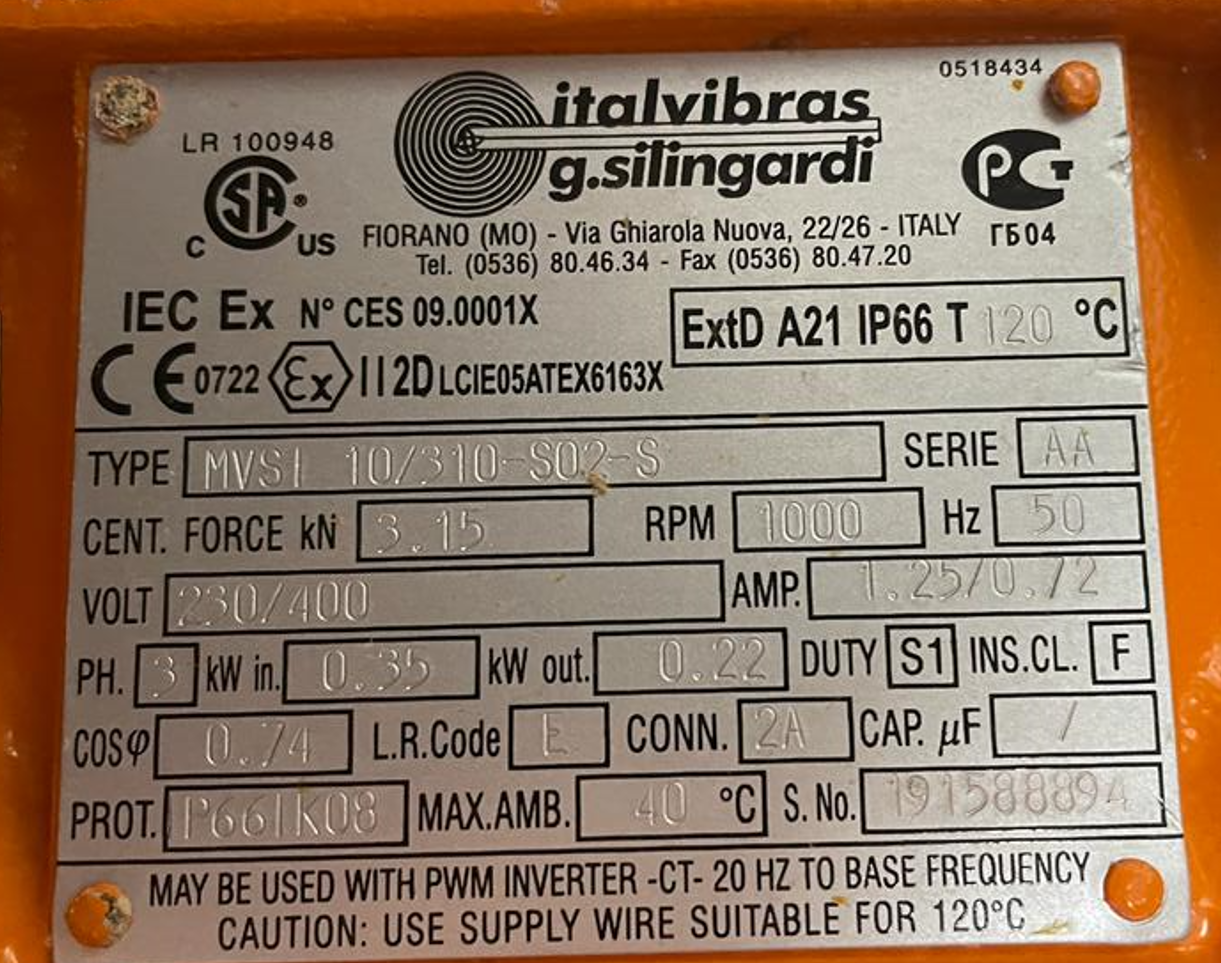 0518434
italvibras
g.silingardi
LR 100948
C SA® US
PCT
ГБ04
FIORANO (MO) - Via Ghiarola Nuova, 22/26 - ITALY
Tel. (0536) 80.46.34 - Fax (0536) 80.47.20
IEC Ex N° CES 09.0001X
ExtD A21 IP66 T 120 °C
CE 0722 Ex II 2D LCIE05ATEX6163X
TYPE MVSI 10/310-S02-S SERIE AA
CENT. FORCE kN 3.15 RPM 1000 Hz 50
VOLT 230/400 AMP. 1.25/0.72
PH. 3 kW in. 0.35 kW out. 0.22 DUTY S1 INS.CL. F
COSφ 0.74 L.R.Code E CONN. 2A CAP. µF /
PROT. IP66IK08 MAX.AMB. 40 °C S. No. 191588894
MAY BE USED WITH PWM INVERTER -CT- 20 HZ TO BASE FREQUENCY
CAUTION: USE SUPPLY WIRE SUITABLE FOR 120°C